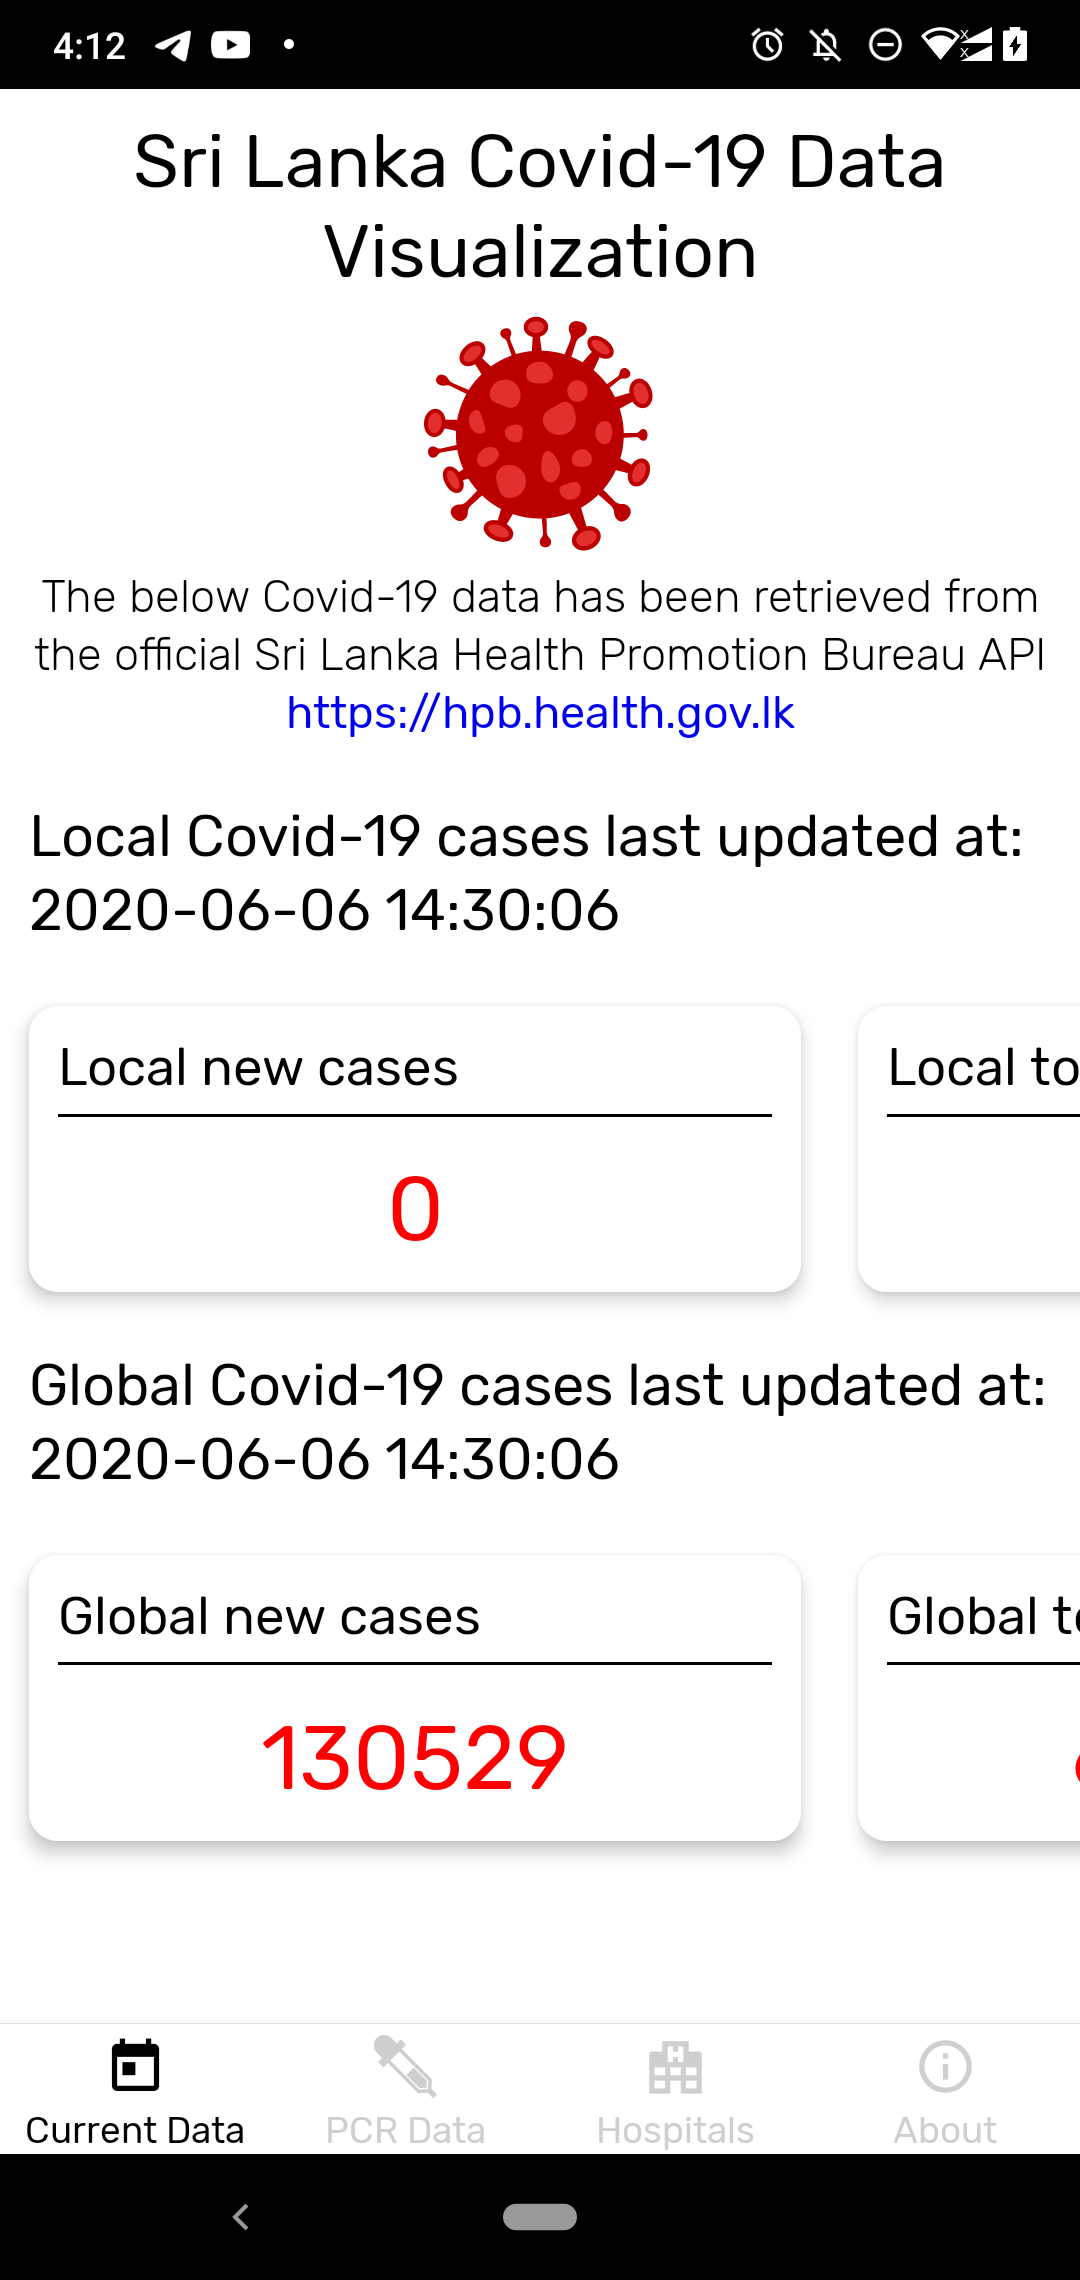 4:12
Sri Lanka Covid-19 Data
Visualization
The below Covid-19 data has been retrieved from
the official Sri Lanka Health Promotion Bureau API
https://hpb.health.gov.lk
Local Covid-19 cases last updated at:
2020-06-06 14:30:06
Local new cases
Local to
0
Global Covid-19 cases last updated at:
2020-06-06 14:30:06
Global new cases
Global
130529
Current Data
PCR Data
Hospitals
About